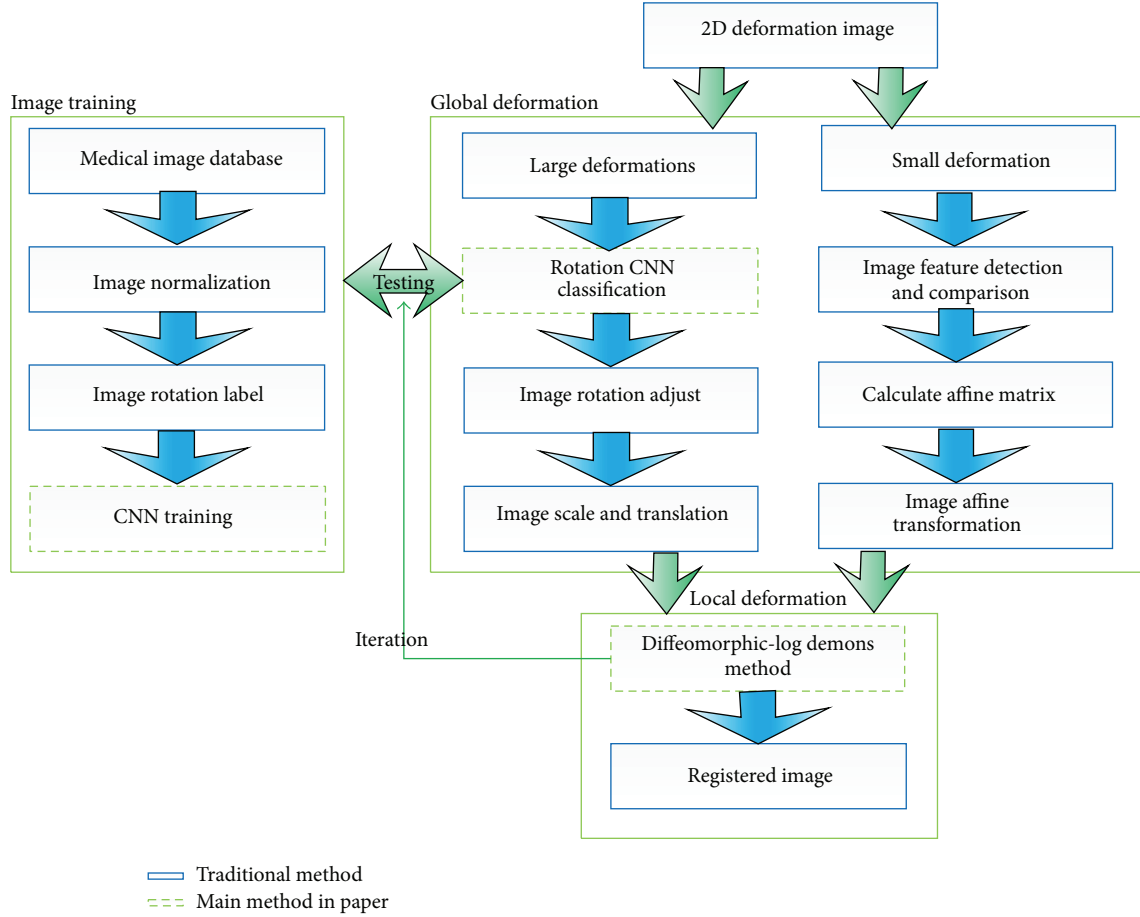 2D deformation image
Image training
Medical image database
Image normalization
Image rotation label
CNN training
Testing
Global deformation
Large deformations
Rotation CNN
classification
Image rotation adjust
Image scale and translation
Small deformation
Image feature detection
and comparison
Calculate affine matrix
Image affine
transformation
Local deformation
Iteration
Diffeomorphic-log demons
method
Registered image
Traditional method
Main method in paper